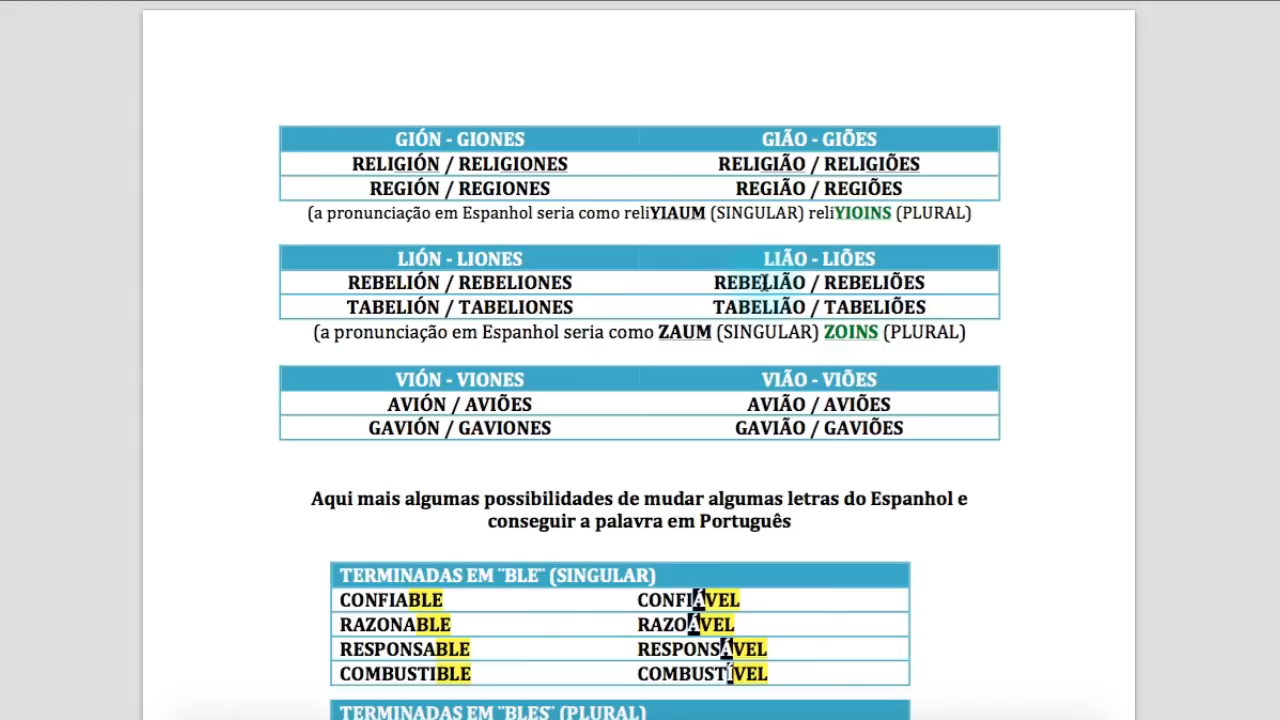 GIÓN - GIONES GIÃO - GIÕES
RELIGIÓN / RELIGIONES RELIGIÃO / RELIGIÕES
REGIÓN / REGIONES REGIÃO / REGIÕES
(a pronunciação em Espanhol seria como reliYIAUM (SINGULAR) reliYIOINS (PLURAL)
LIÓN - LIONES LIÃO - LIÕES
REBELIÓN / REBELIONES REBELIÃO / REBELIÕES
TABELIÓN / TABELIONES TABELIÃO / TABELIÕES
(a pronunciação em Espanhol seria como ZAUM (SINGULAR) ZOINS (PLURAL)
VIÓN - VIONES VIÃO - VIÕES
AVIÓN / AVIÕES AVIÃO / AVIÕES
GAVIÓN / GAVIONES GAVIÃO / GAVIÕES
Aqui mais algumas possibilidades de mudar algumas letras do Espanhol e
conseguir a palavra em Português
TERMINADAS EM ¨BLE¨ (SINGULAR)
CONFIABLE CONFIÁVEL
RAZONABLE RAZOÁVEL
RESPONSABLE RESPONSÁVEL
COMBUSTIBLE COMBUSTÍVEL
TERMINADAS EM ¨BLES¨ (PLURAL)